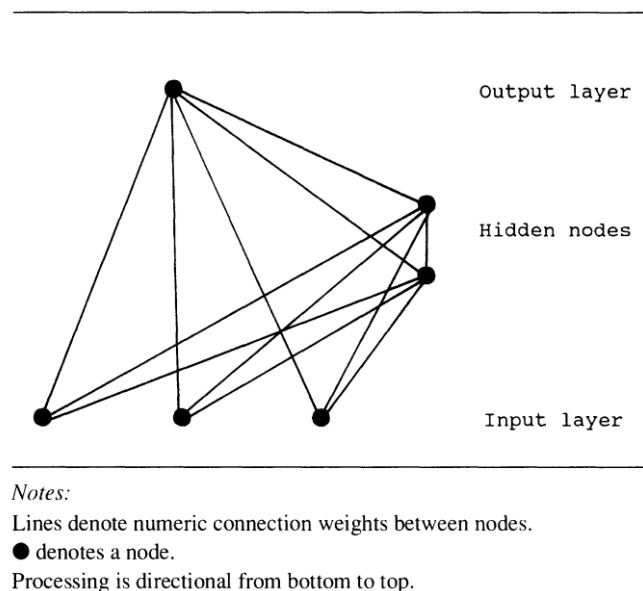 Output layer
Hidden nodes
Input layer
Notes:
Lines denote numeric connection weights between nodes.
● denotes a node.
Processing is directional from bottom to top.